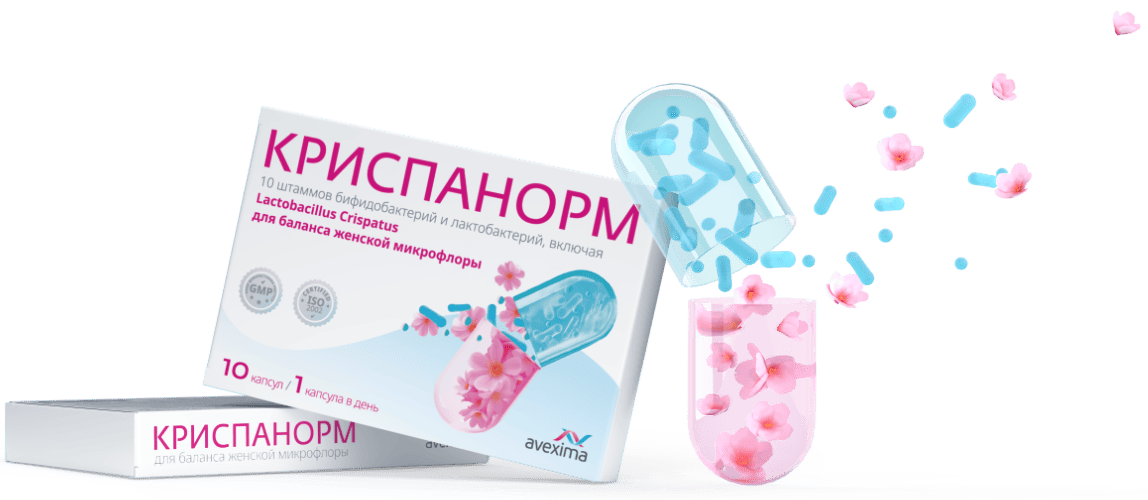 КРИСПАНОРМ
10 штаммов бифидобактерий и лактобактерий, включая
Lactobacillus Crispatus
для баланса женской микрофлоры
GMP
CERTIFIED
ISO
2002
10 капсул / 1 капсула в день
avexima
КРИСПАНОРМ
для баланса женской микрофлоры